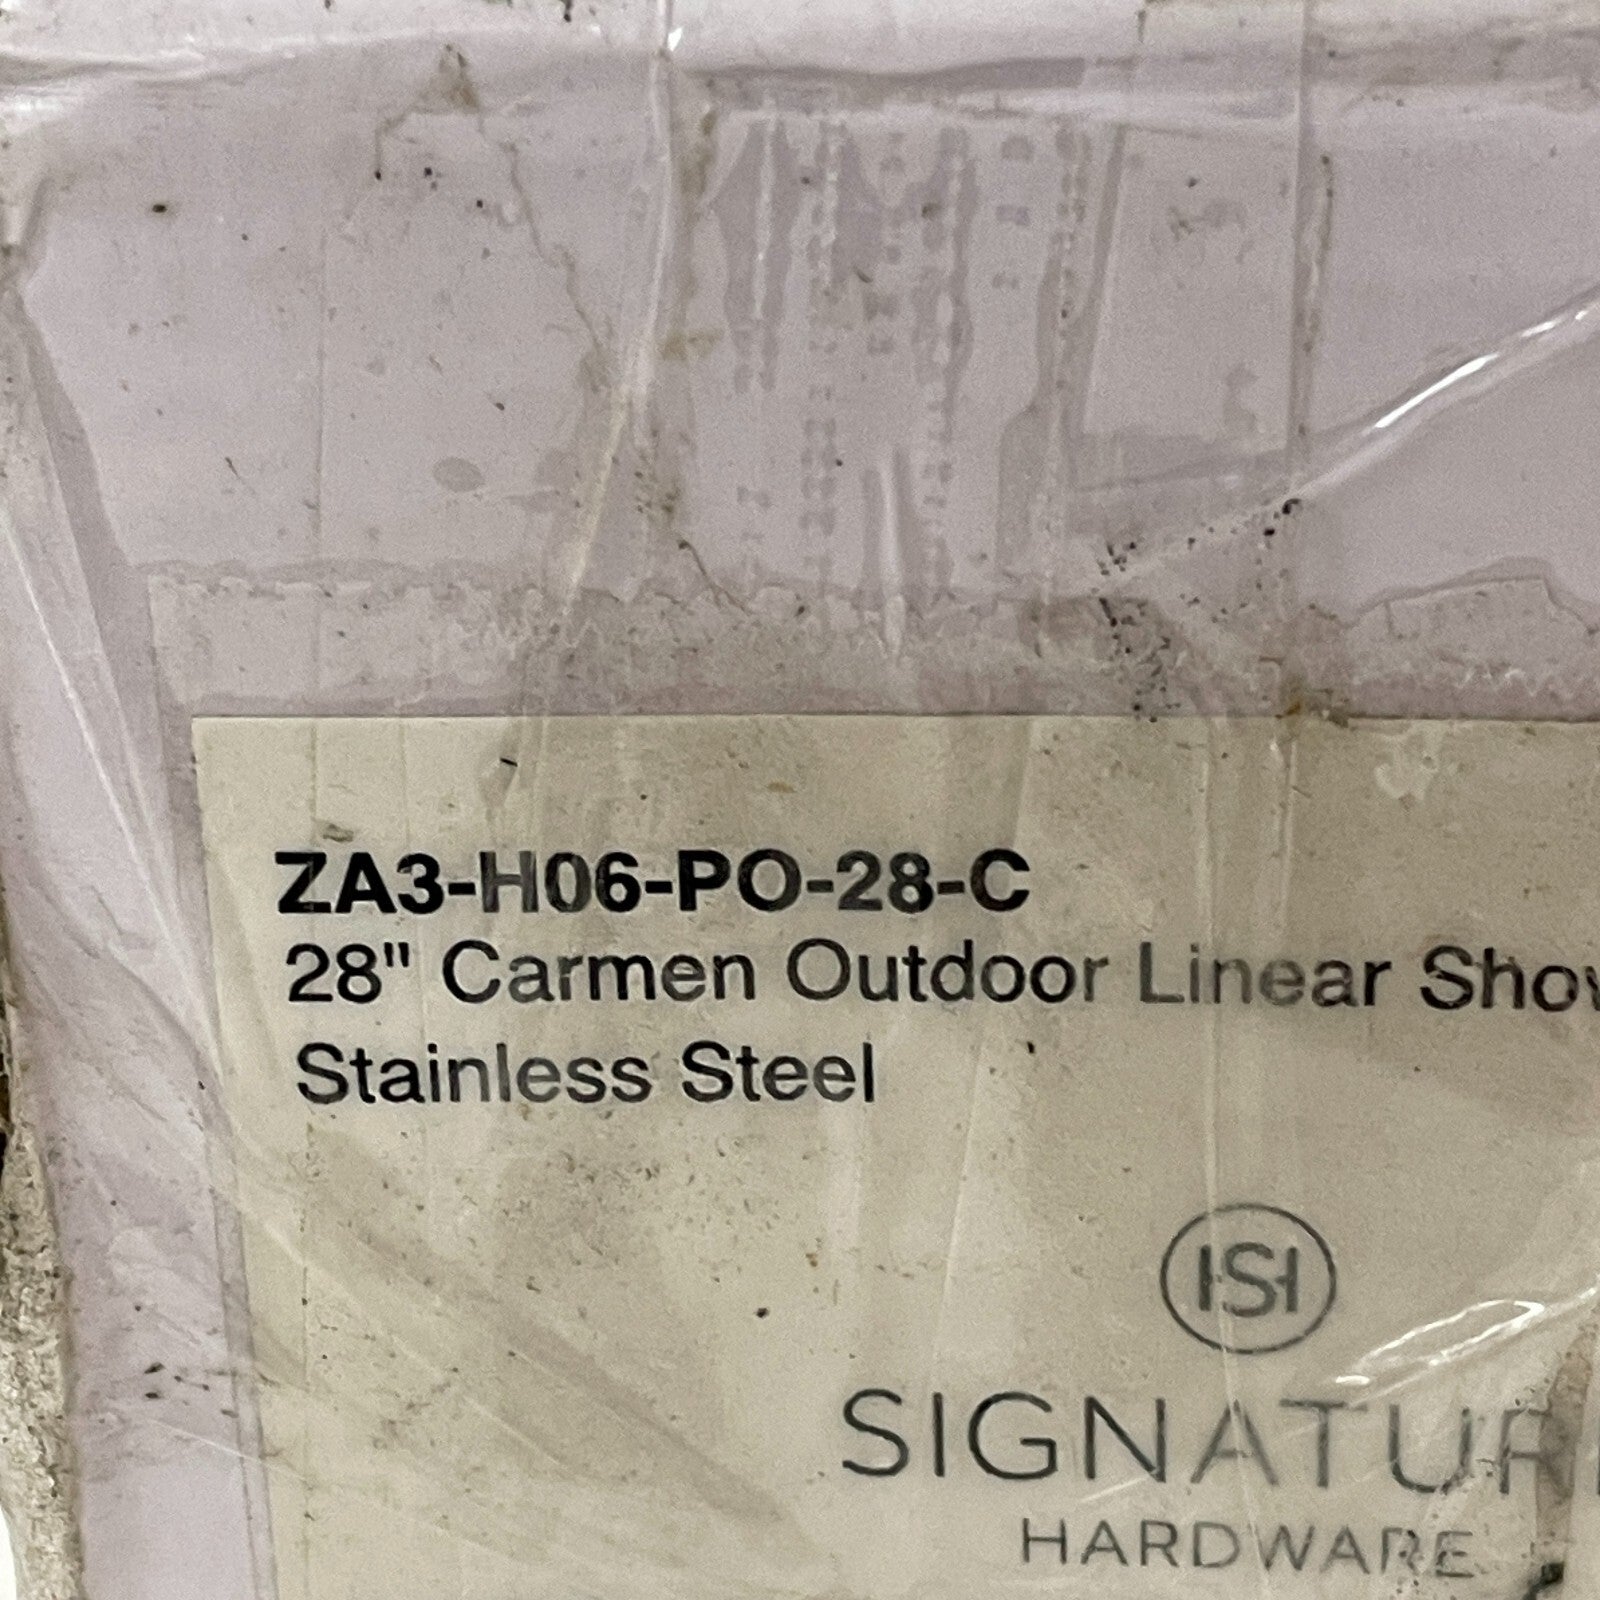 ZA3-H06-PO-28-C
28" Carmen Outdoor Linear
Stainless Steel
SH
SIGNATUR
HARDWARE